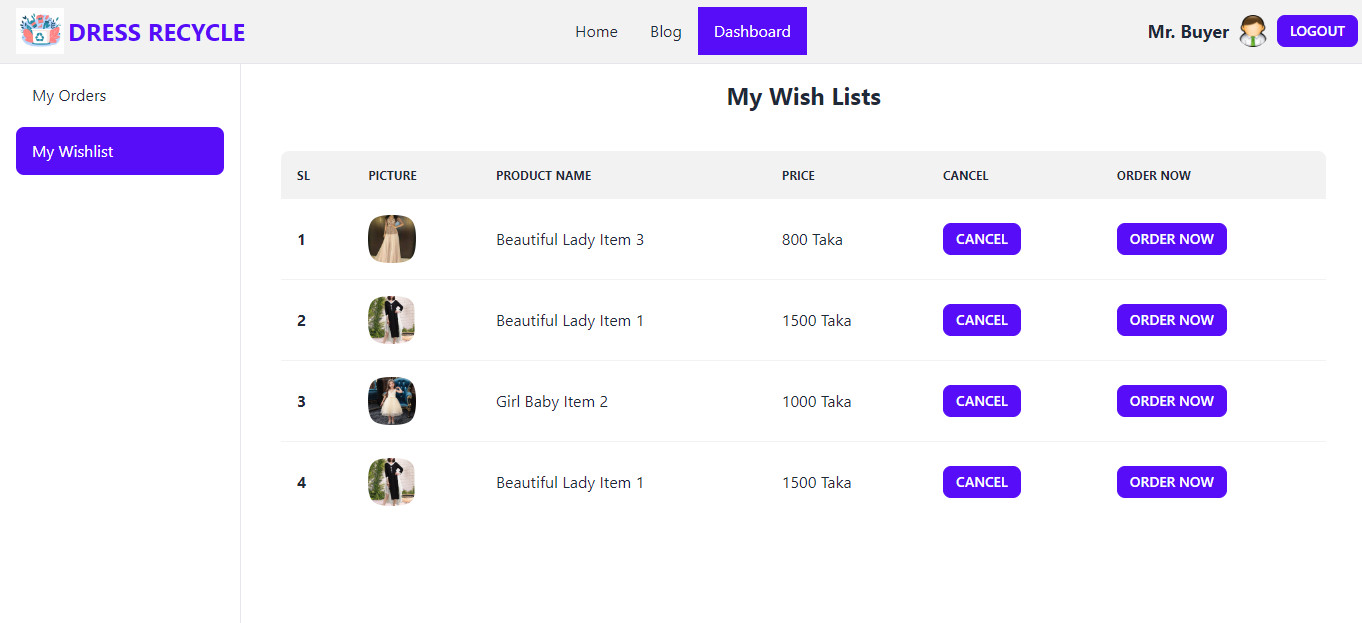 DRESS RECYCLE Home Blog Dashboard Mr. Buyer LOGOUT
My Orders
My Wishlist
My Wish Lists
SL PICTURE PRODUCT NAME PRICE CANCEL ORDER NOW
1 Beautiful Lady Item 3 800 Taka CANCEL ORDER NOW
2 Beautiful Lady Item 1 1500 Taka CANCEL ORDER NOW
3 Girl Baby Item 2 1000 Taka CANCEL ORDER NOW
4 Beautiful Lady Item 1 1500 Taka CANCEL ORDER NOW